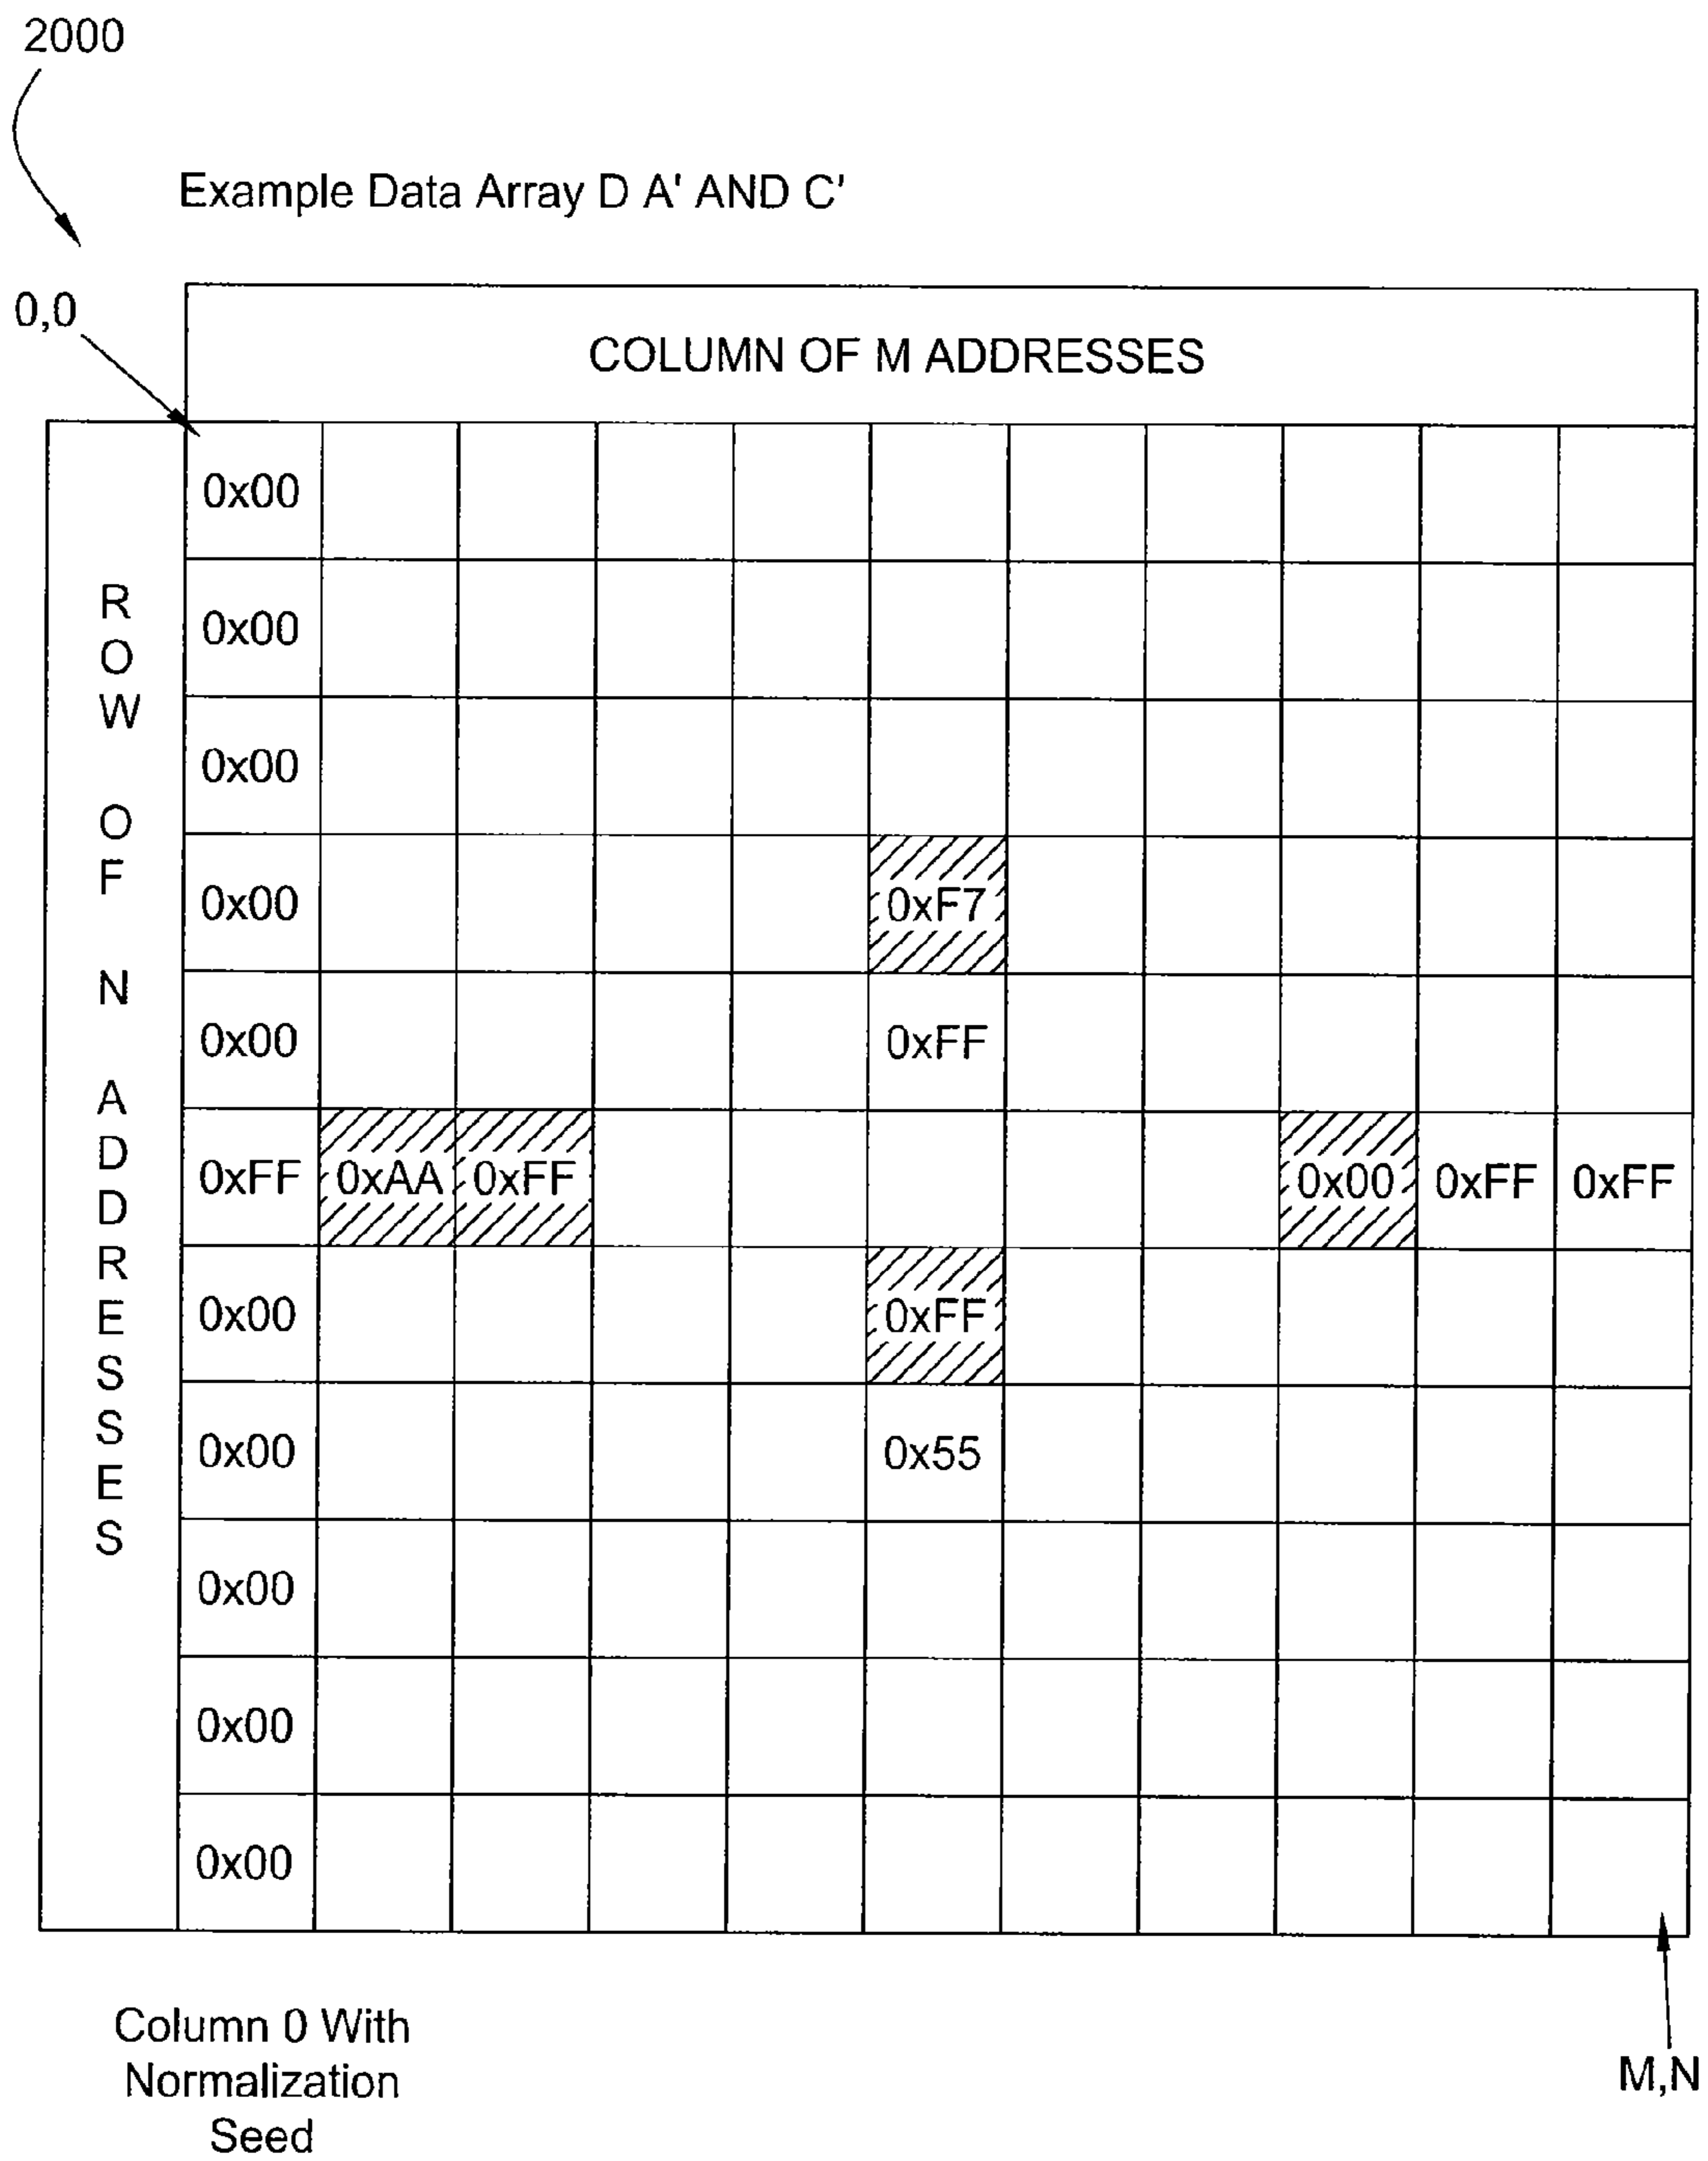 2000
Example Data Array D A' AND C'
0,0
COLUMN OF M ADDRESSES
ROW OF N ADDRESSES
0x00
0x00
0x00
0x00 0xF7
0x00 0xFF
0xFF 0xAA 0xFF 0x00 0xFF 0xFF
0x00 0xFF
0x00 0x55
0x00
0x00
0x00
Column 0 With
Normalization
Seed
M,N